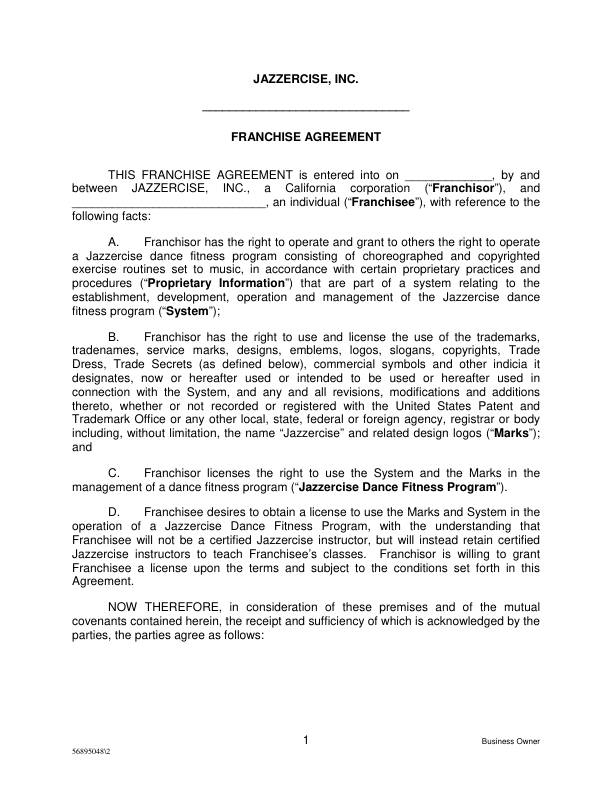 JAZZERCISE, INC.
_______________________________
FRANCHISE AGREEMENT
THIS FRANCHISE AGREEMENT is entered into on _____________, by and
between JAZZERCISE, INC., a California corporation (“Franchisor”), and
_____________________________, an individual (“Franchisee”), with reference to the
following facts:
A. Franchisor has the right to operate and grant to others the right to operate
a Jazzercise dance fitness program consisting of choreographed and copyrighted
exercise routines set to music, in accordance with certain proprietary practices and
procedures (“Proprietary Information”) that are part of a system relating to the
establishment, development, operation and management of the Jazzercise dance
fitness program (“System”);
B. Franchisor has the right to use and license the use of the trademarks,
tradenames, service marks, designs, emblems, logos, slogans, copyrights, Trade
Dress, Trade Secrets (as defined below), commercial symbols and other indicia it
designates, now or hereafter used or intended to be used or hereafter used in
connection with the System, and any and all revisions, modifications and additions
thereto, whether or not recorded or registered with the United States Patent and
Trademark Office or any other local, state, federal or foreign agency, registrar or body
including, without limitation, the name “Jazzercise” and related design logos (“Marks”);
and
C. Franchisor licenses the right to use the System and the Marks in the
management of a dance fitness program (“Jazzercise Dance Fitness Program”).
D. Franchisee desires to obtain a license to use the Marks and System in the
operation of a Jazzercise Dance Fitness Program, with the understanding that
Franchisee will not be a certified Jazzercise instructor, but will instead retain certified
Jazzercise instructors to teach Franchisee’s classes. Franchisor is willing to grant
Franchisee a license upon the terms and subject to the conditions set forth in this
Agreement.
NOW THEREFORE, in consideration of these premises and of the mutual
covenants contained herein, the receipt and sufficiency of which is acknowledged by the
parties, the parties agree as follows:
1
Business Owner
56895048\2